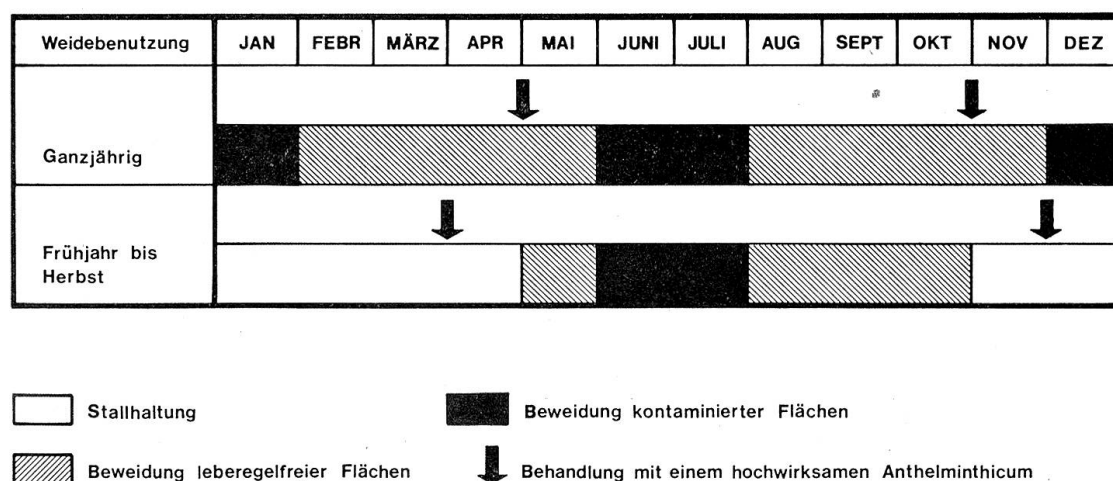 Weidebenutzung JAN FEBR MÄRZ APR MAI JUNI JULI AUG SEPT OKT NOV DEZ
Ganzjährig
Frühjahr bis
Herbst
Stallhaltung Beweidung kontaminierter Flächen
Beweidung leberegelfreier Flächen Behandlung mit einem hochwirksamen Anthelminthicum